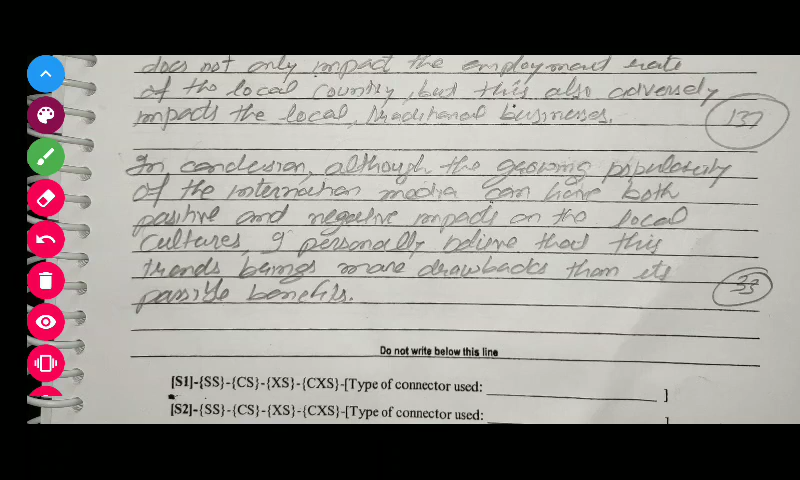 does not only impact the employment rate
of the local country, but this also adversely
impacts the local, traditional businesses.
137
In conclusion, although the growing popularity
of the internation media can have both
positive and negative impacts on the local
cultures, I personally believe that this
trends brings more drawbacks than its
possible benefits.
33
Do not write below this line
[S1]-{SS}-{CS}-{XS}-{CXS}-[Type of connector used: ]
[S2]-{SS}-{CS}-{XS}-{CXS}-[Type of connector used: ]